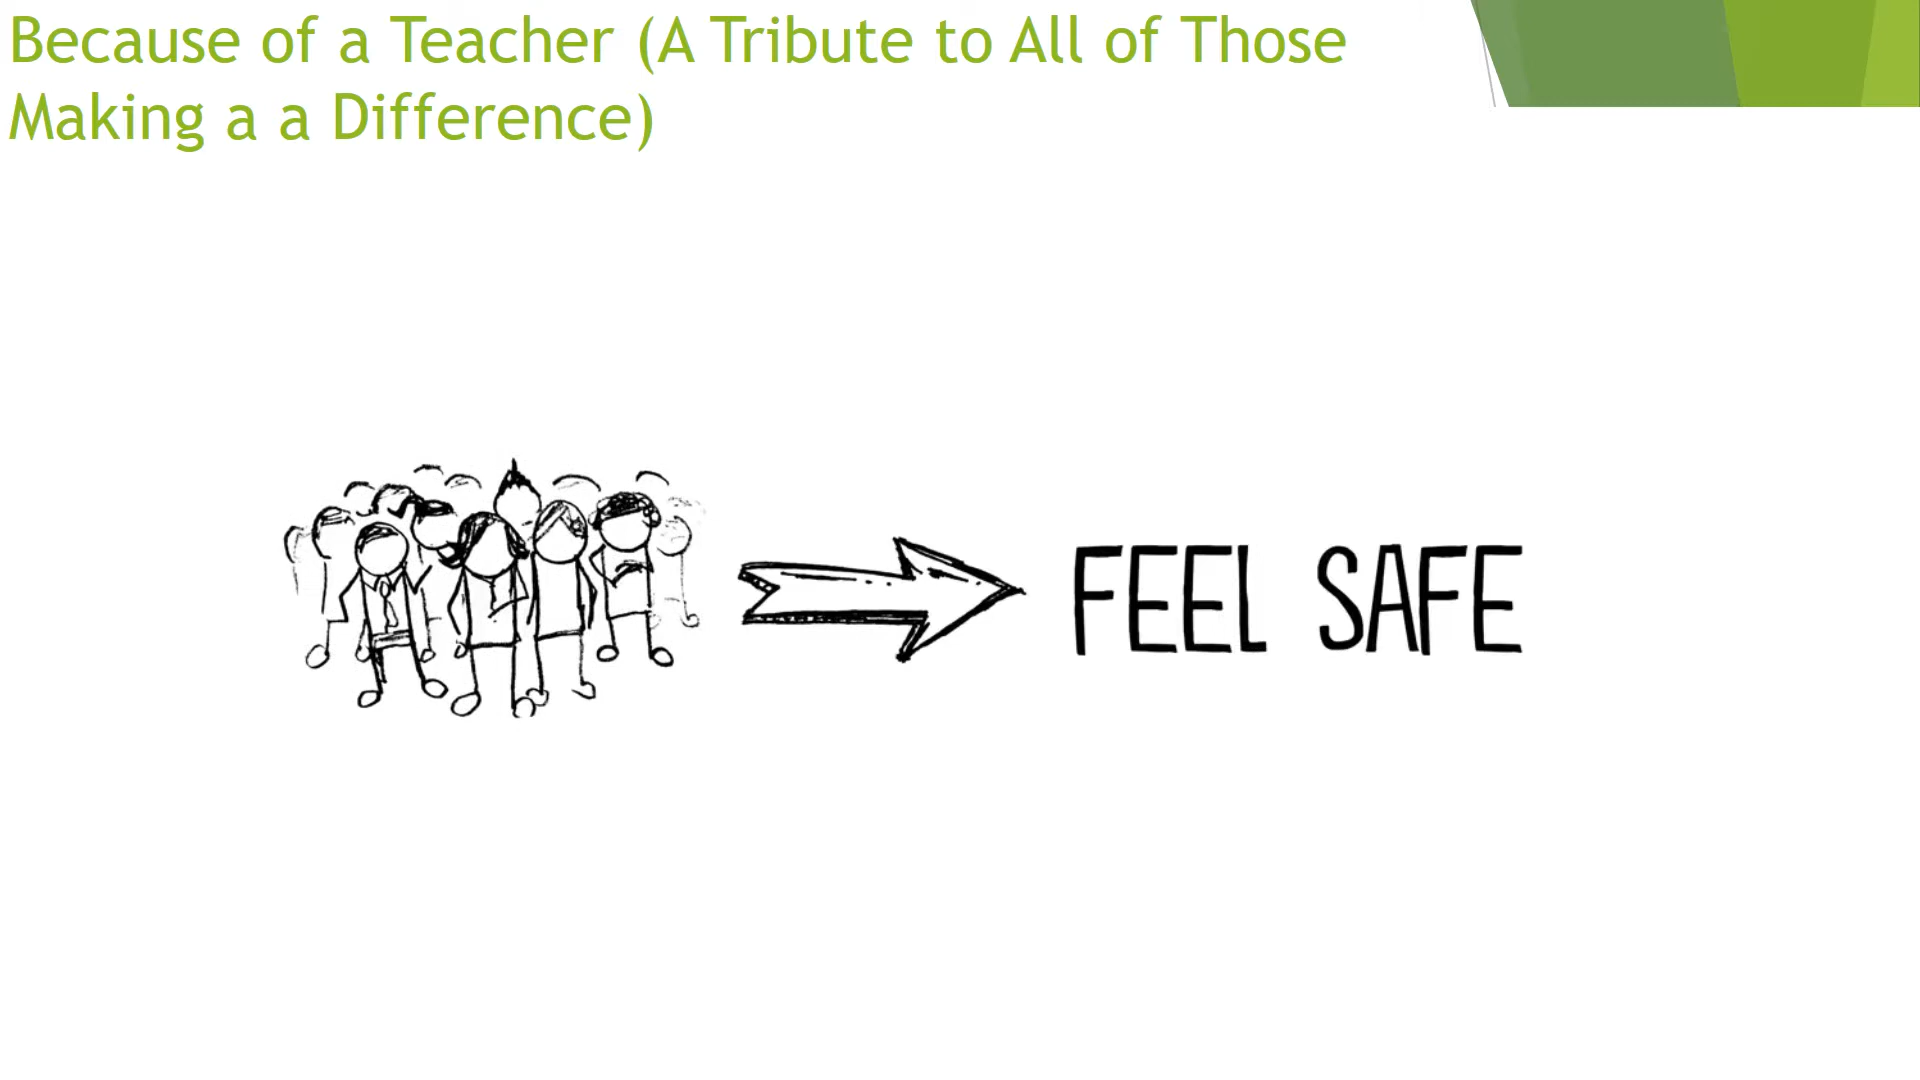 Because of a Teacher (A Tribute to All of Those
Making a a Difference)
FEEL SAFE